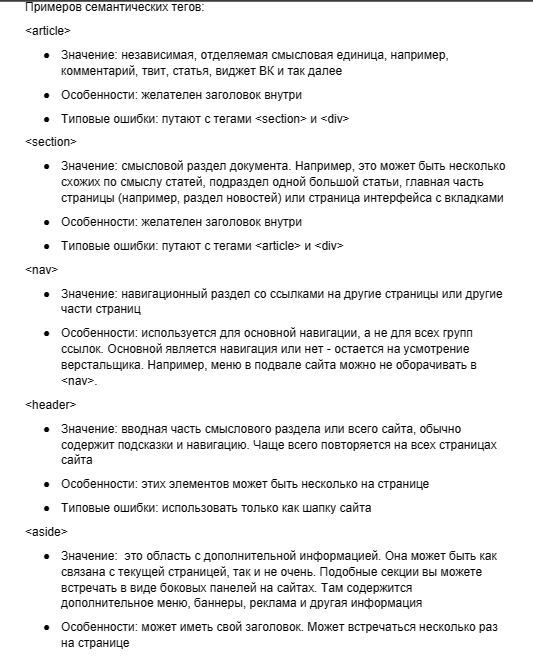 Примеров семантических тегов:
<article>
● Значение: независимая, отделяемая смысловая единица, например,
комментарий, твит, статья, виджет ВК и так далее
● Особенности: желателен заголовок внутри
● Типовые ошибки: путают с тегами <section> и <div>
<section>
● Значение: смысловой раздел документа. Например, это может быть несколько
схожих по смыслу статей, подраздел одной большой статьи, главная часть
страницы (например, раздел новостей) или страница интерфейса с вкладками
● Особенности: желателен заголовок внутри
● Типовые ошибки: путают с тегами <article> и <div>
<nav>
● Значение: навигационный раздел со ссылками на другие страницы или другие
части страниц
● Особенности: используется для основной навигации, а не для всех групп
ссылок. Основной является навигация или нет - остается на усмотрение
верстальщика. Например, меню в подвале сайта можно не оборачивать в
<nav>.
<header>
● Значение: вводная часть смыслового раздела или всего сайта, обычно
содержит подсказки и навигацию. Чаще всего повторяется на всех страницах
сайта
● Особенности: этих элементов может быть несколько на странице
● Типовые ошибки: использовать только как шапку сайта
<aside>
● Значение:  это область с дополнительной информацией. Она может быть как
связана с текущей страницей, так и не очень. Подобные секции вы можете
встречать в виде боковых панелей на сайтах. Там содержится
дополнительное меню, баннеры, реклама и другая информация
● Особенности: может иметь свой заголовок. Может встречаться несколько раз
на странице